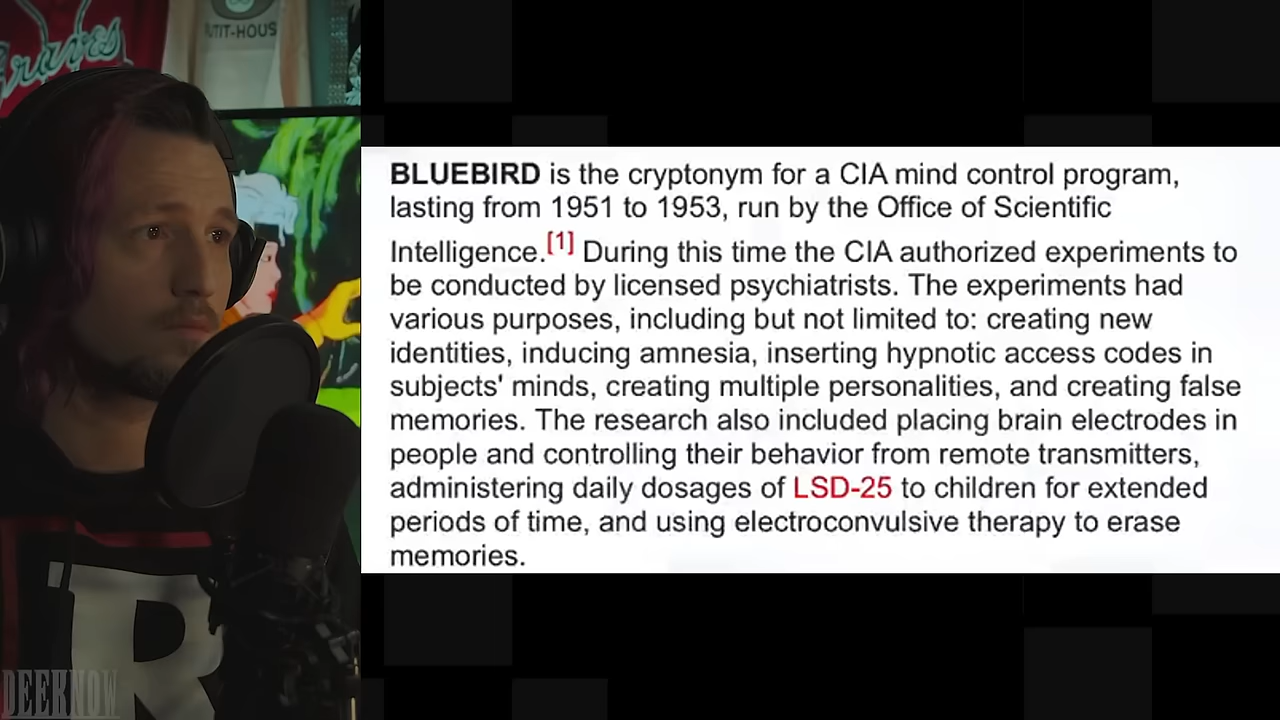 Braves
BLUEBIRD is the cryptonym for a CIA mind control program,
lasting from 1951 to 1953, run by the Office of Scientific
Intelligence.[1] During this time the CIA authorized experiments to
be conducted by licensed psychiatrists. The experiments had
various purposes, including but not limited to: creating new
identities, inducing amnesia, inserting hypnotic access codes in
subjects' minds, creating multiple personalities, and creating false
memories. The research also included placing brain electrodes in
people and controlling their behavior from remote transmitters,
administering daily dosages of LSD-25 to children for extended
periods of time, and using electroconvulsive therapy to erase
memories.
R
DEEKNOW